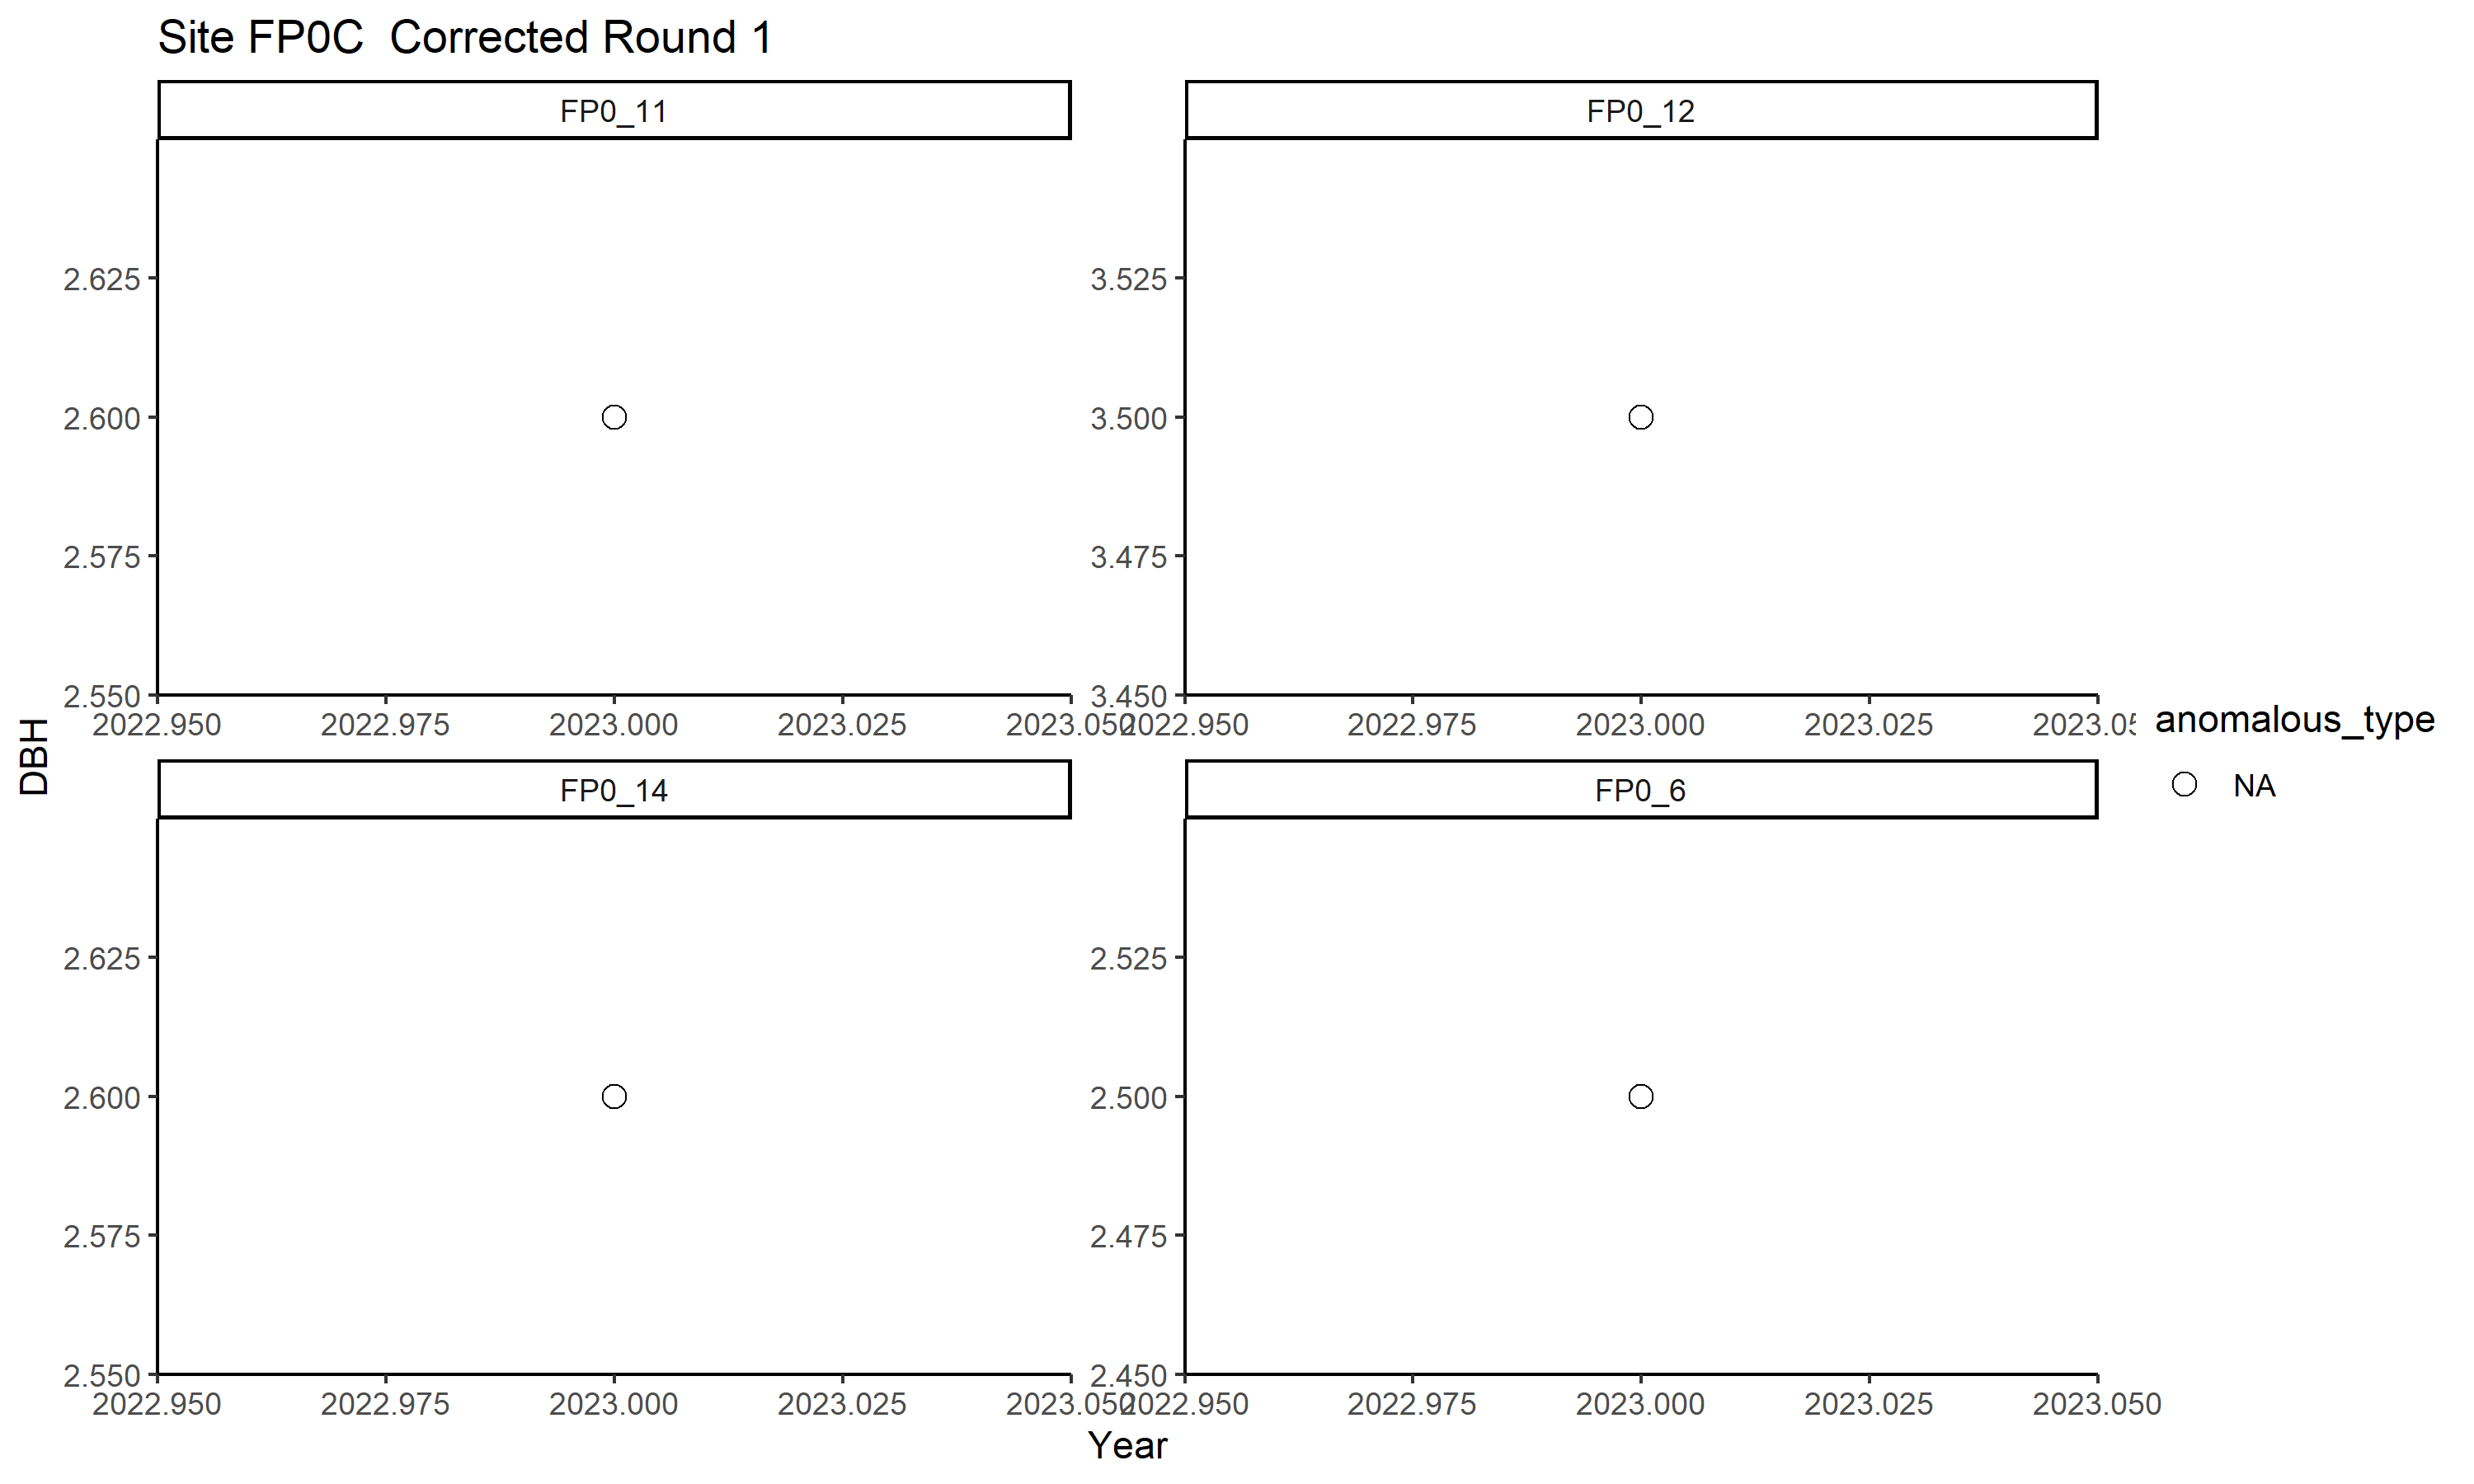 Site FP0C  Corrected Round 1
FP0_11
FP0_12
2.625
2.600
2.575
2.550
3.525
3.500
3.475
3.450
2022.950 2022.975 2023.000 2023.025 2023.050
2022.950 2022.975 2023.000 2023.025 2023.05
DBH
FP0_14
FP0_6
2.625
2.600
2.575
2.550
2.525
2.500
2.475
2.450
2022.950 2022.975 2023.000 2023.025 2023.050
2022.950 2022.975 2023.000 2023.025 2023.050
Year
anomalous_type
NA